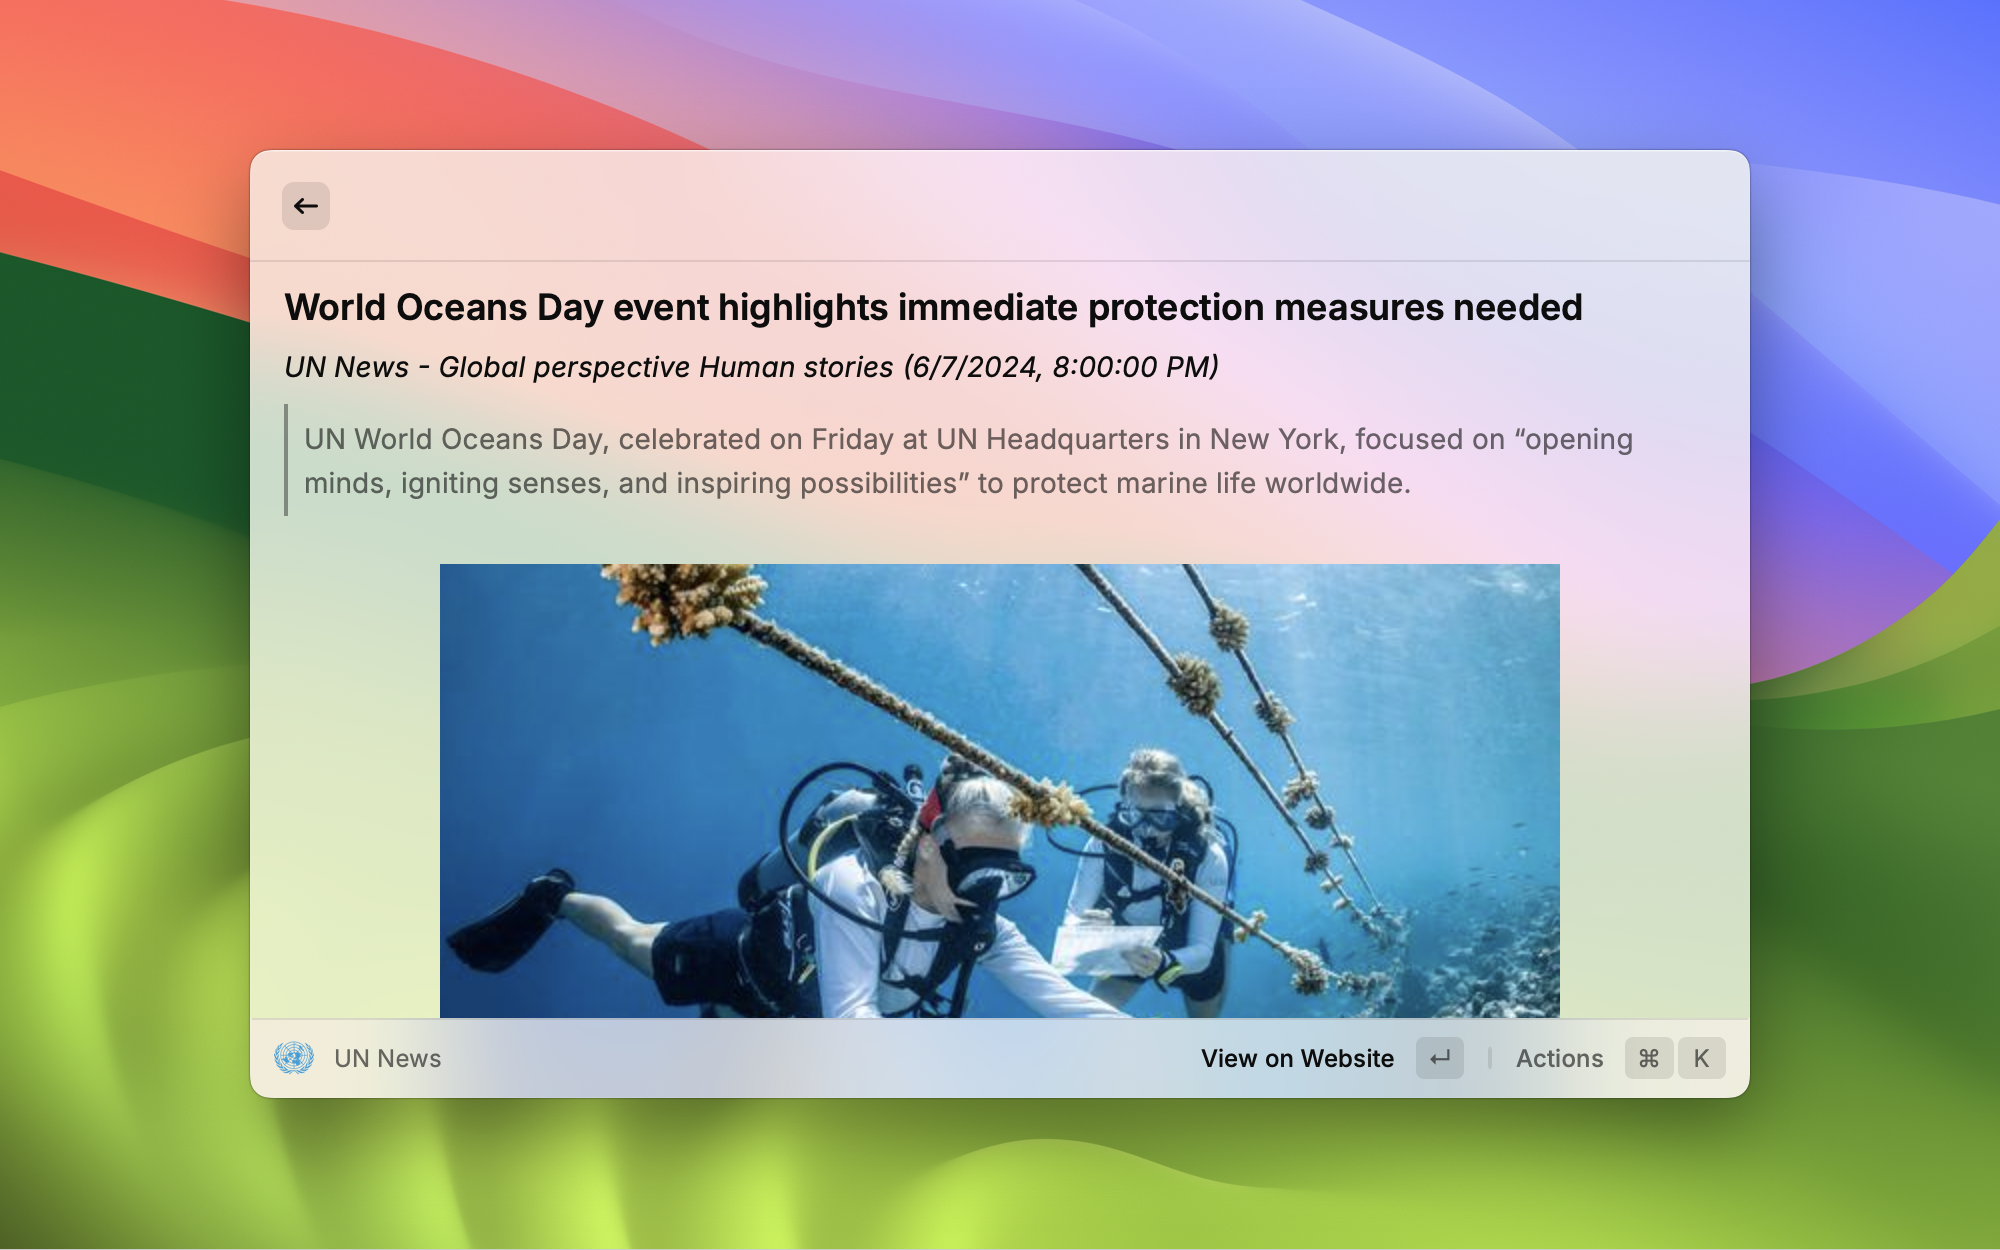 World Oceans Day event highlights immediate protection measures needed
UN News - Global perspective Human stories (6/7/2024, 8:00:00 PM)
UN World Oceans Day, celebrated on Friday at UN Headquarters in New York, focused on “opening
minds, igniting senses, and inspiring possibilities” to protect marine life worldwide.
UN News
View on Website ↵ | Actions ⌘ K